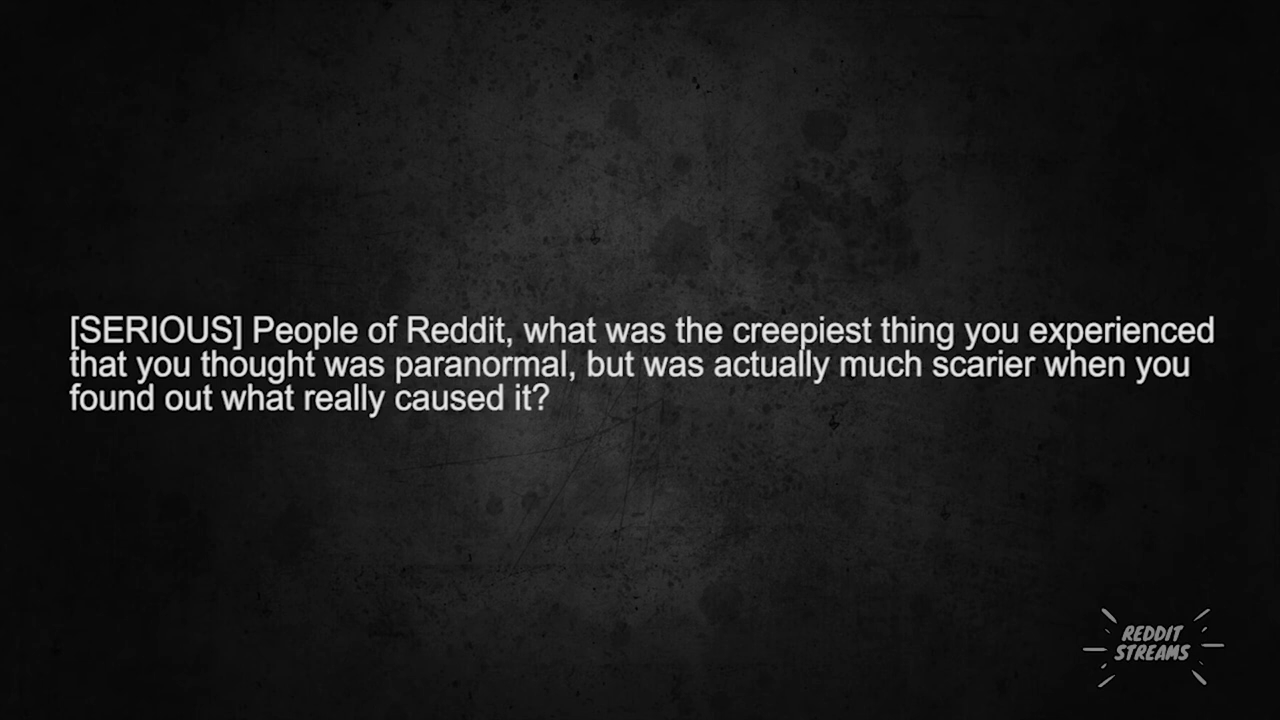 [SERIOUS] People of Reddit, what was the creepiest thing you experienced
that you thought was paranormal, but was actually much scarier when you
found out what really caused it?
REDDIT
STREAMS